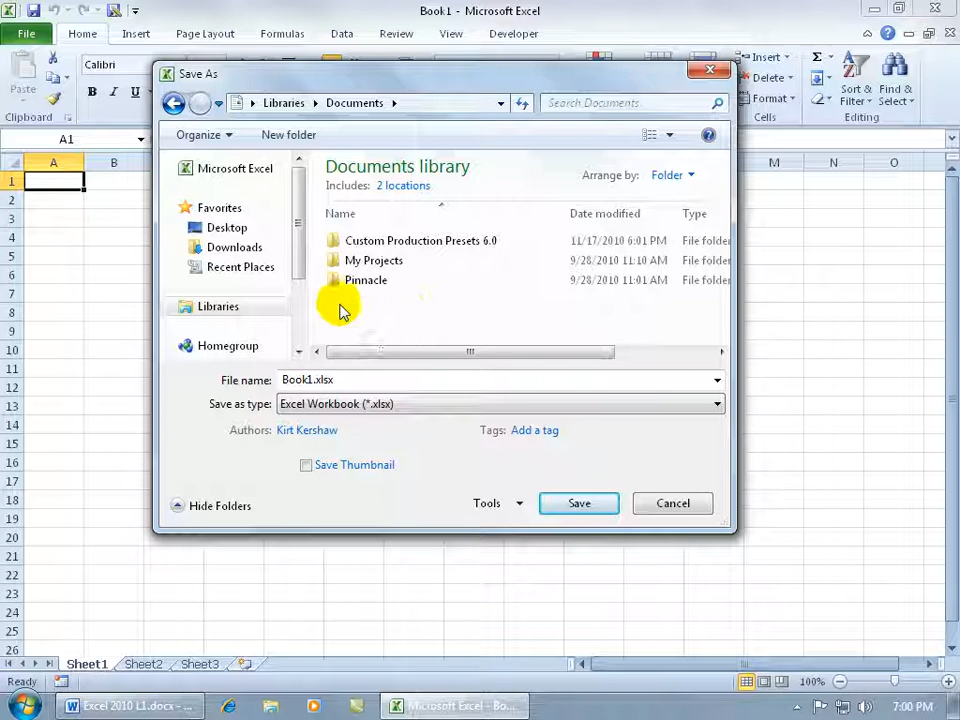 Book1 - Microsoft Excel
File Home Insert Page Layout Formulas Data Review View Developer
Paste
Calibri
B I U
Insert
Delete
Format
Σ
Sort & Filter
Find & Select
Clipboard
Cells
Editing
A1
A B M N O
1
2
3
4
5
6
7
8
9
10
11
12
13
14
15
16
17
18
19
20
21
22
23
24
25
26
Save As
Libraries Documents
Search Documents
Organize New folder
Microsoft Excel
Favorites
Desktop
Downloads
Recent Places
Libraries
Homegroup
Documents library
Includes: 2 locations
Arrange by: Folder
Name Date modified Type
Custom Production Presets 6.0 11/17/2010 6:01 PM File folder
My Projects 9/28/2010 11:10 AM File folder
Pinnacle 9/28/2010 11:01 AM File folder
File name: Book1.xlsx
Save as type: Excel Workbook (*.xlsx)
Authors: Kirt Kershaw Tags: Add a tag
Save Thumbnail
Hide Folders Tools Save Cancel
Sheet1 Sheet2 Sheet3
Ready 100%
Excel 2010 L1.docx -... Microsoft Excel - Bo... 7:00 PM